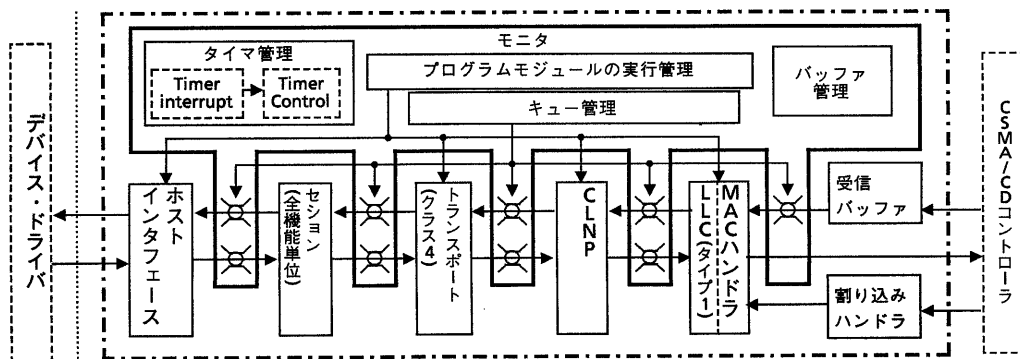 モニタ
タイマ管理
Timer
interrupt
Timer
Control
プログラムモジュールの実行管理
キュー管理
バッファ
管理
デバイス・ドライバ
ホスト
インタフェース
セション
(全機能単位)
トランスポート
(クラス4)
CLNP
MACハンドラ
LLC(タイプ1)
受信
バッファ
割り込み
ハンドラ
CSMA/CDコントローラ